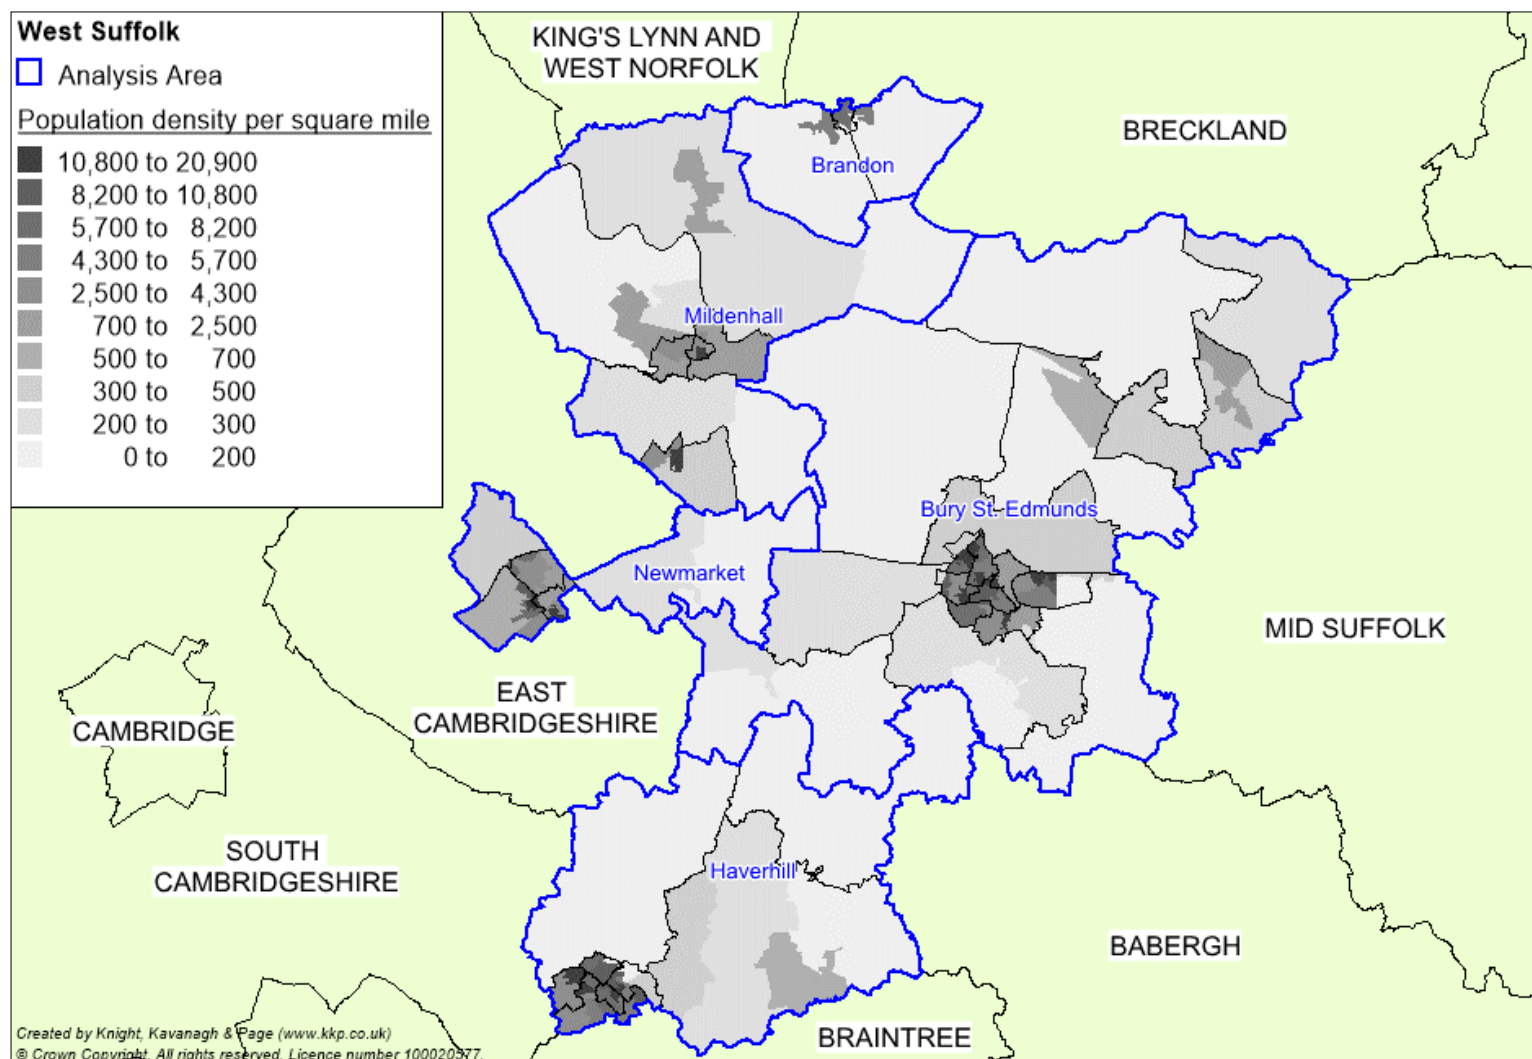 West Suffolk
Analysis Area
Population density per square mile
10,800 to 20,900
8,200 to 10,800
5,700 to 8,200
4,300 to 5,700
2,500 to 4,300
700 to 2,500
500 to 700
300 to 500
200 to 300
0 to 200
KING'S LYNN AND
WEST NORFOLK
BRECKLAND
Brandon
Mildenhall
Bury St. Edmunds
Newmarket
MID SUFFOLK
EAST
CAMBRIDGESHIRE
CAMBRIDGE
SOUTH
CAMBRIDGESHIRE
Haverhill
BABERGH
BRAINTREE
Created by Knight, Kavanagh & Page (www.kkp.co.uk)
© Crown Copyright. All rights reserved. Licence number 100020577.